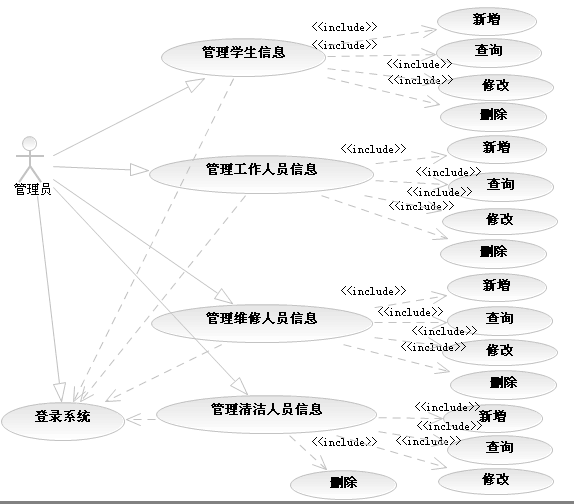 新增
<<include>>
<<include>>
管理学生信息
查询
<<include>>
<<include>>
修改
删除
<<include>>
新增
管理员
管理工作人员信息
<<include>>
查询
<<include>>
<<include>>
修改
删除
<<include>>
新增
<<include>>
管理维修人员信息
查询
<<include>>
<<include>>
修改
删除
<<include>>
登录系统
管理清洁人员信息
新增
<<include>>
<<include>>
<<include>>
查询
删除
修改